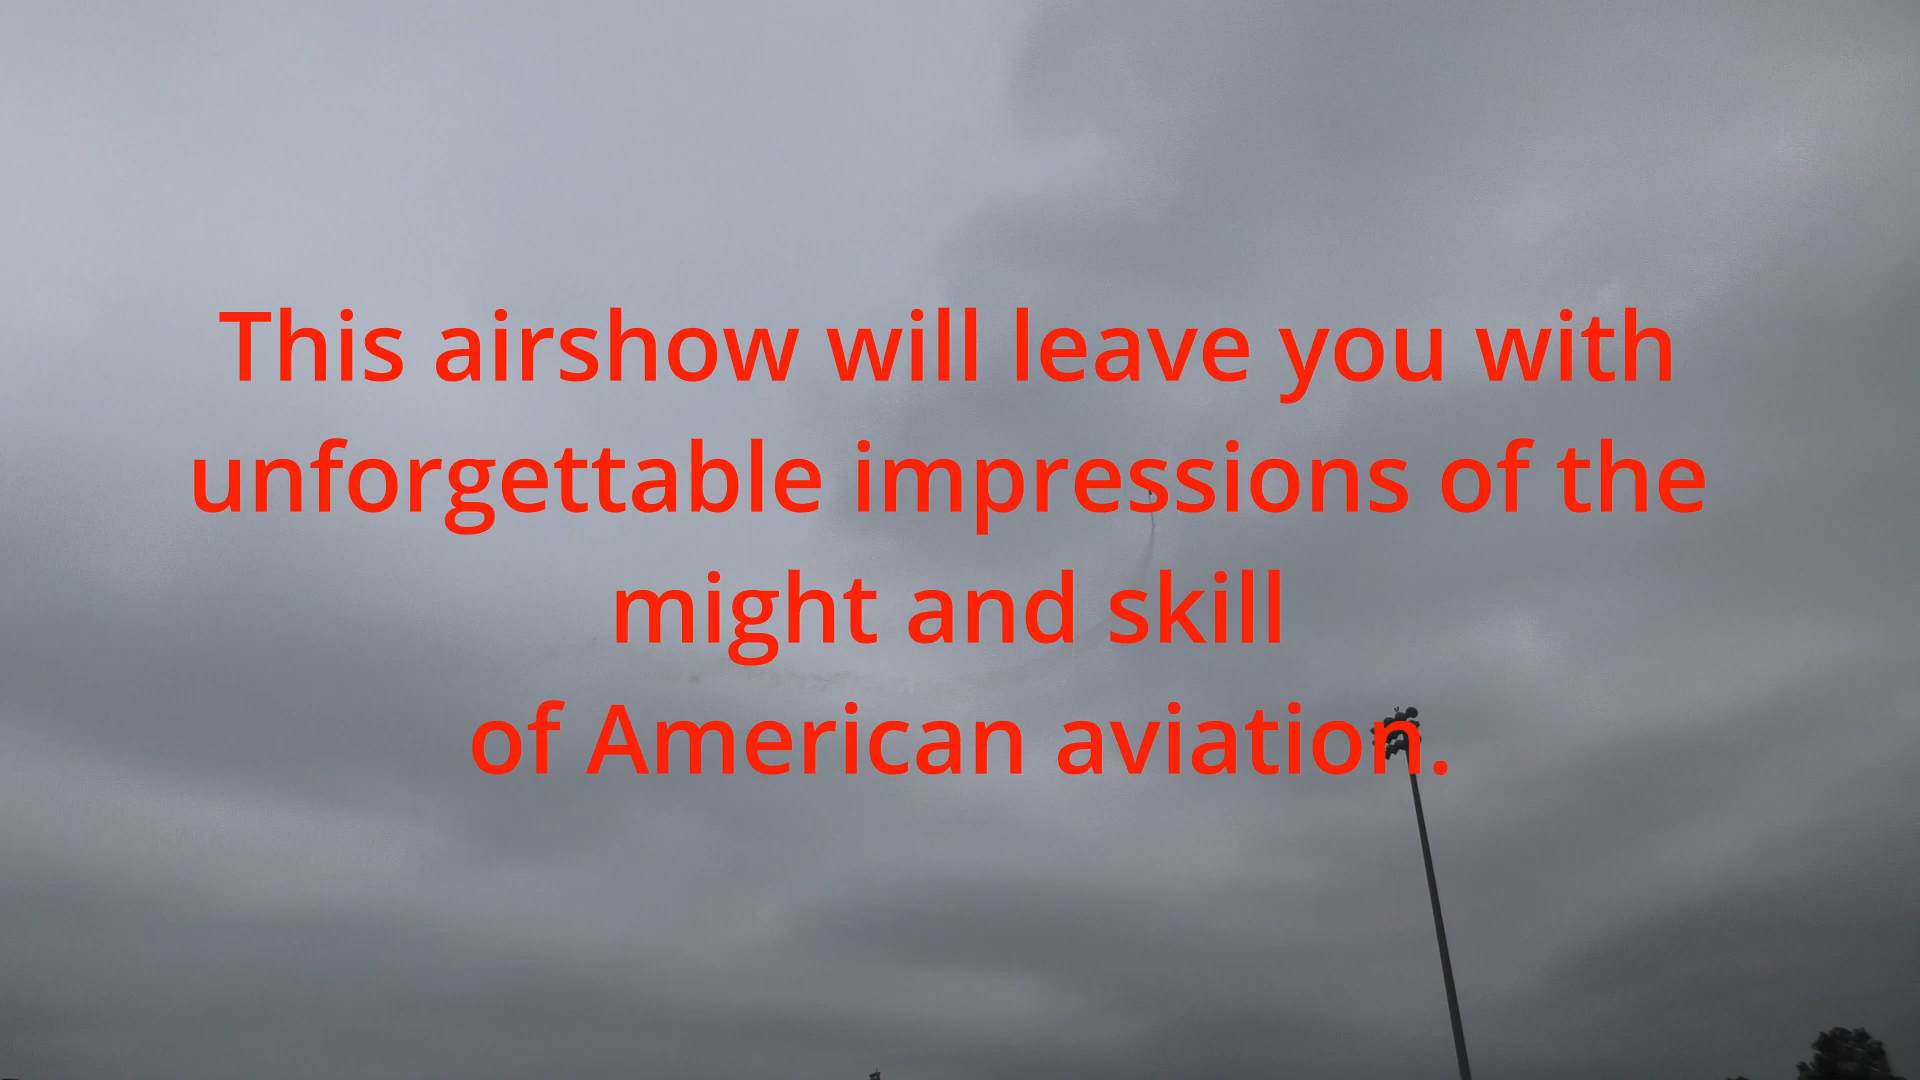 This airshow will leave you with
unforgettable impressions of the
might and skill
of American aviation.